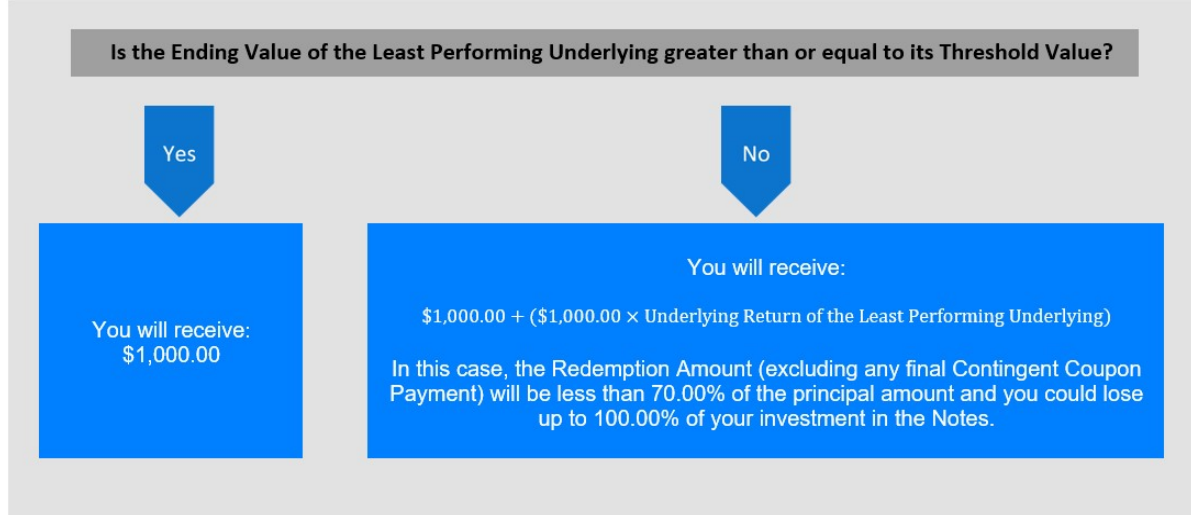 Is the Ending Value of the Least Performing Underlying greater than or equal to its Threshold Value?
Yes
No
You will receive:
$1,000.00
You will receive:
$1,000.00 + ($1,000.00 × Underlying Return of the Least Performing Underlying)
In this case, the Redemption Amount (excluding any final Contingent Coupon
Payment) will be less than 70.00% of the principal amount and you could lose
up to 100.00% of your investment in the Notes.